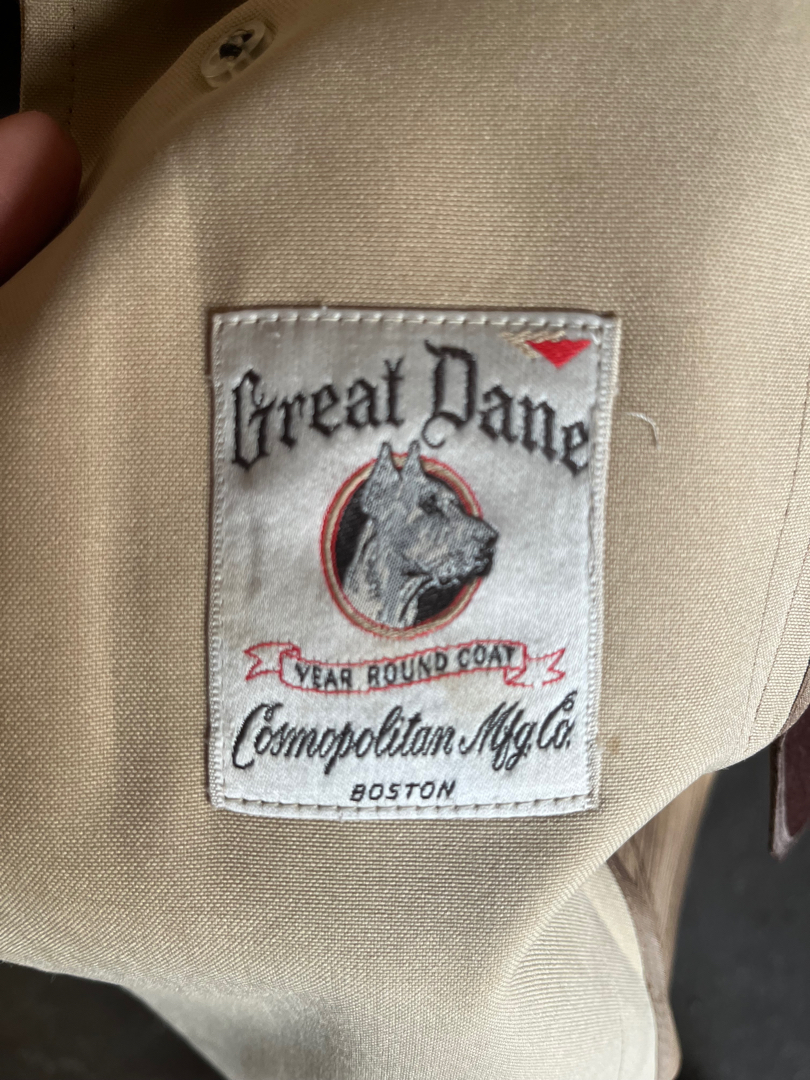 Great Dane
YEAR ROUND COAT
Cosmopolitan Mfg. Co.
BOSTON